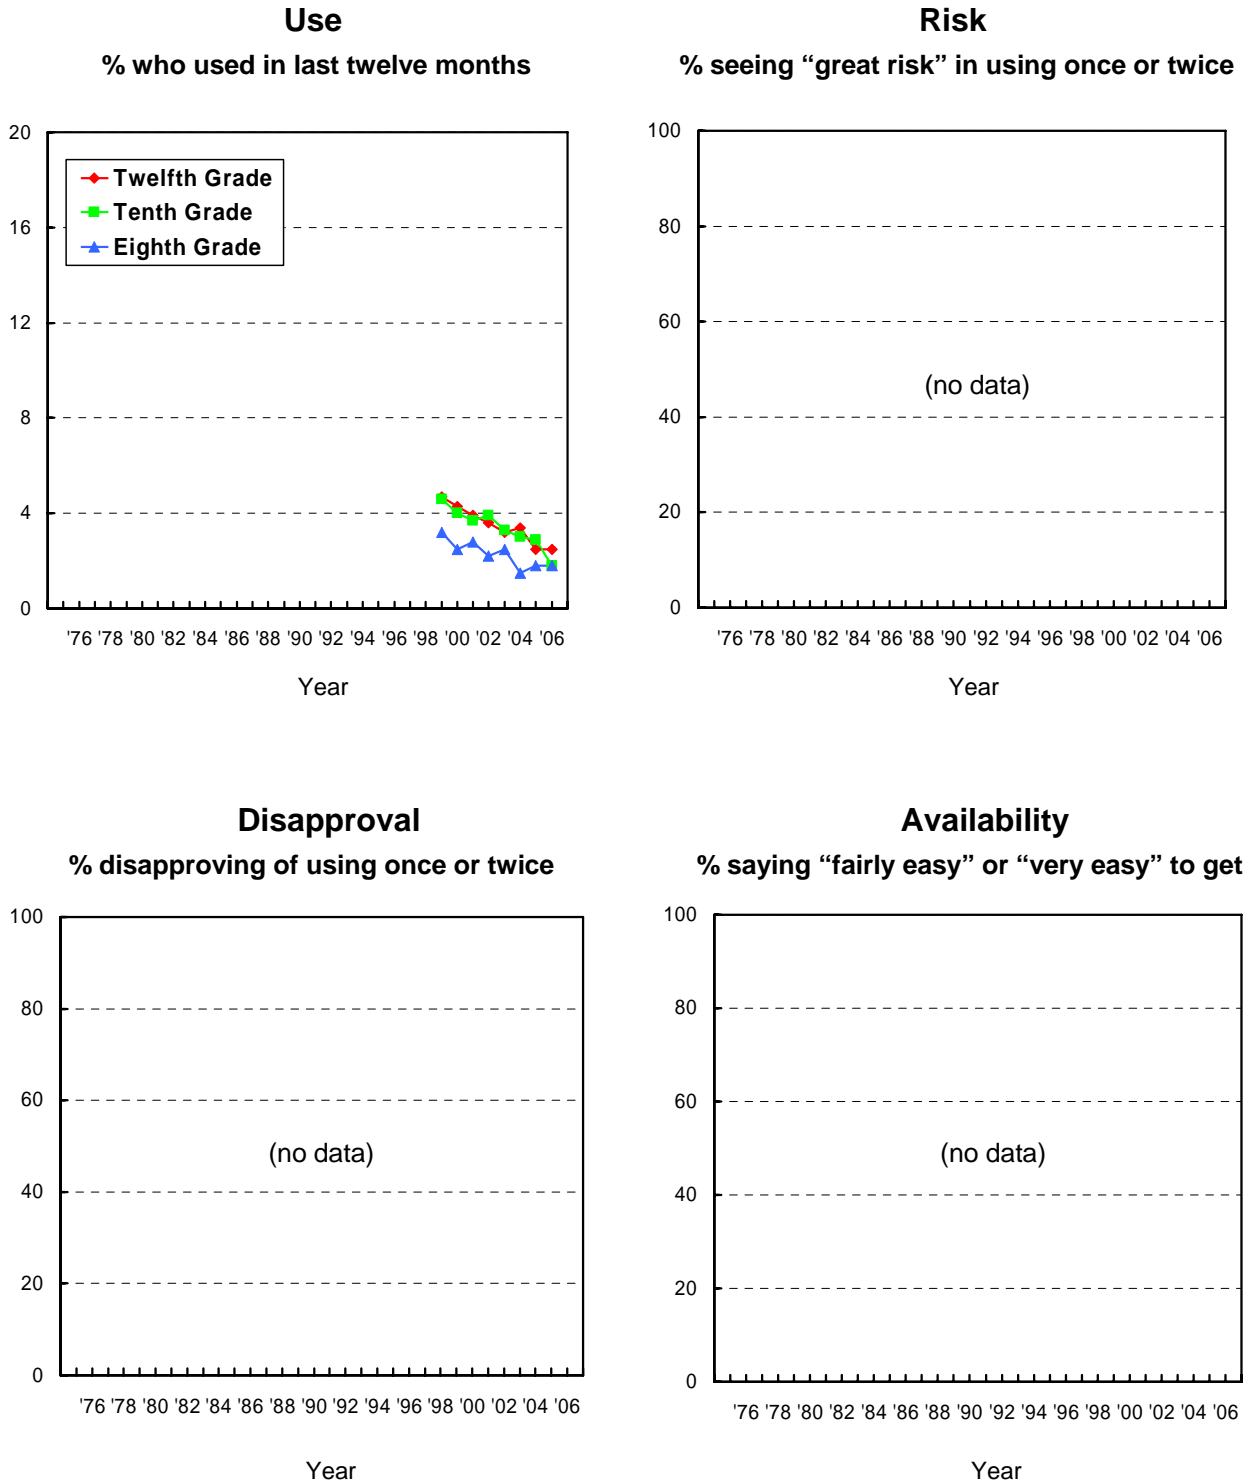 Use
% who used in last twelve months
20
16
12
8
4
0
Twelfth Grade
Tenth Grade
Eighth Grade
'76 '78 '80 '82 '84 '86 '88 '90 '92 '94 '96 '98 '00 '02 '04 '06
Year
Risk
% seeing “great risk” in using once or twice
100
80
60
40
20
0
(no data)
'76 '78 '80 '82 '84 '86 '88 '90 '92 '94 '96 '98 '00 '02 '04 '06
Year
Disapproval
% disapproving of using once or twice
100
80
60
40
20
0
(no data)
'76 '78 '80 '82 '84 '86 '88 '90 '92 '94 '96 '98 '00 '02 '04 '06
Year
Availability
% saying “fairly easy” or “very easy” to get
100
80
60
40
20
0
(no data)
'76 '78 '80 '82 '84 '86 '88 '90 '92 '94 '96 '98 '00 '02 '04 '06
Year